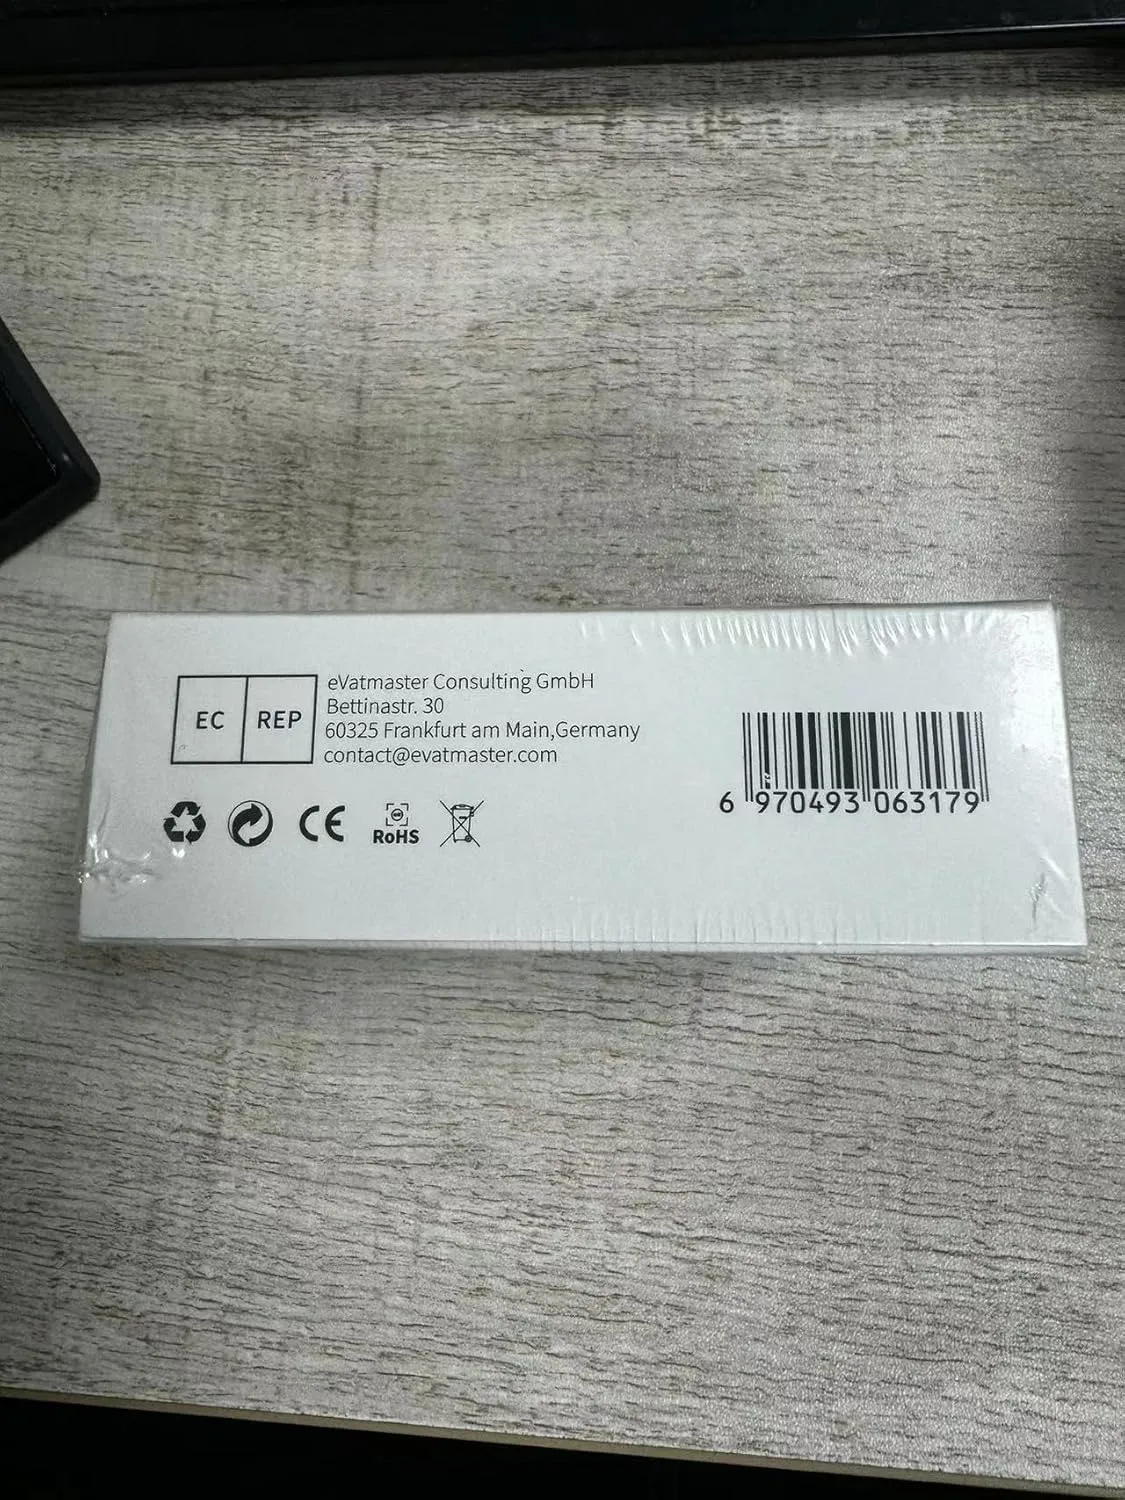 EC REP
eVatmaster Consulting GmbH
Bettinastr. 30
60325 Frankfurt am Main,Germany
contact@evatmaster.com
CE
RoHS
6 970493 063179